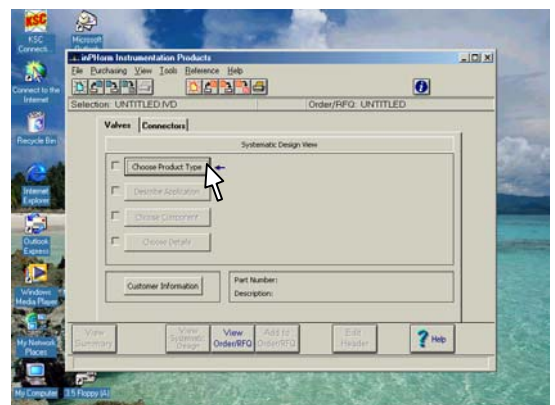 KSC
KSC
Connecti...
Microsoft
Outlook
Connect to the
Internet
Recycle Bin
Internet
Explorer
Outlook
Express
Windows
Media Player
My Network
Places
My Computer
3.5 Floppy (A)
inPHorm Instrumentation Products
File Purchasing View Tools Reference Help
Selection: UNTITLED.IVD
Order/RFQ: UNTITLED
Valves Connectors
Systematic Design View
Choose Product Type
Describe Application
Choose Component
Choose Details
Customer Information
Part Number:
Description:
View
Summary
View
Systematic
Design
View
Order/RFQ
Add to
Order/RFQ
Edit
Header
? Help